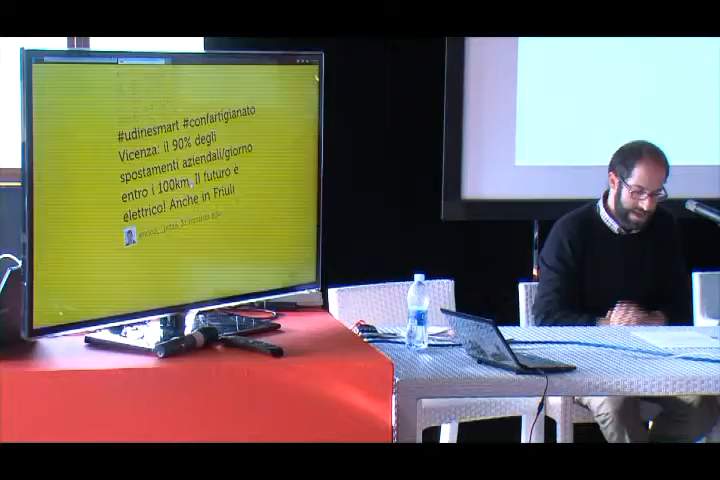 #udinesmart #confartigianato
Vicenza: il 90% degli
spostamenti aziendali/giorno
entro i 100km. Il futuro è
elettrico! Anche in Friuli